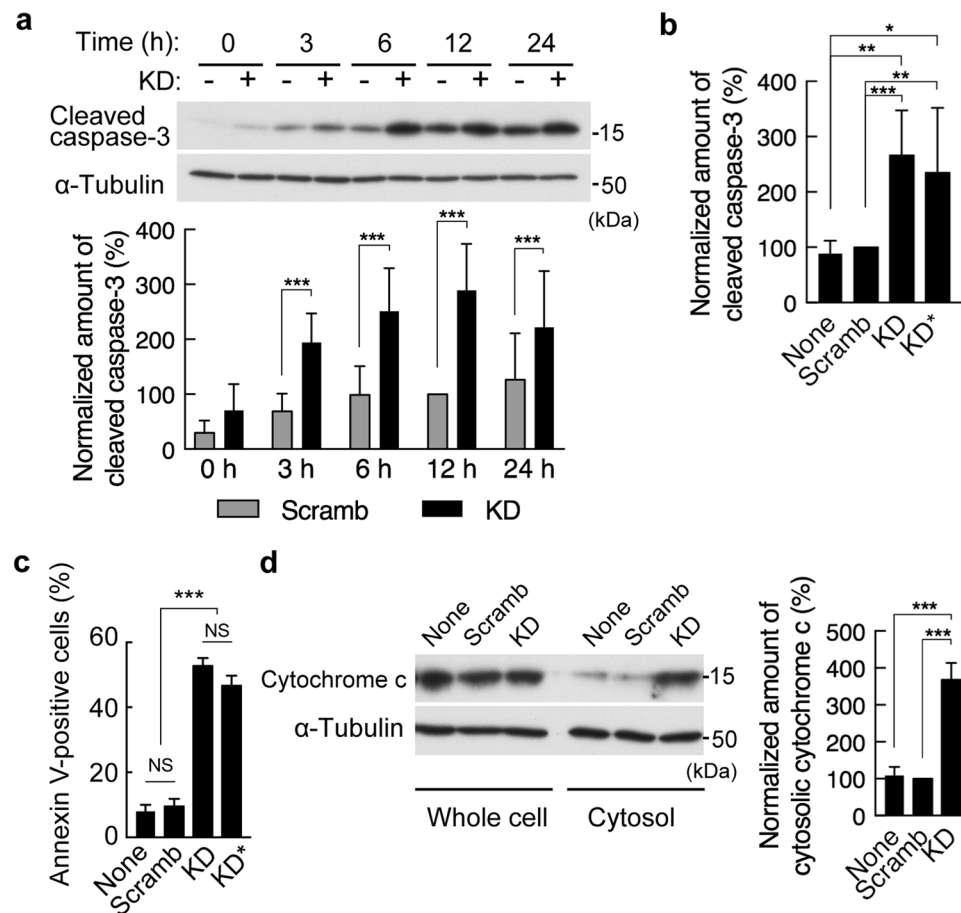 a
Time (h): 0 3 6 12 24
KD: - + - + - + - + - +
Cleaved
caspase-3
-15
α-Tubulin
-50
(kDa)
Normalized amount of
cleaved caspase-3 (%)
400
300
200
100
0
*** *** *** ***
0 h 3 h 6 h 12 h 24 h
Scramb KD
b
Normalized amount of
cleaved caspase-3 (%)
400
300
200
100
0
*
**
**
***
None Scramb KD KD*
c
Annexin V-positive cells (%)
60
40
20
0
***
NS
NS
None Scramb KD KD*
d
None Scramb KD None Scramb KD
Cytochrome c
-15
α-Tubulin
-50
(kDa)
Whole cell Cytosol
Normalized amount of
cytosolic cytochrome c (%)
500
400
300
200
100
0
***
***
None Scramb KD